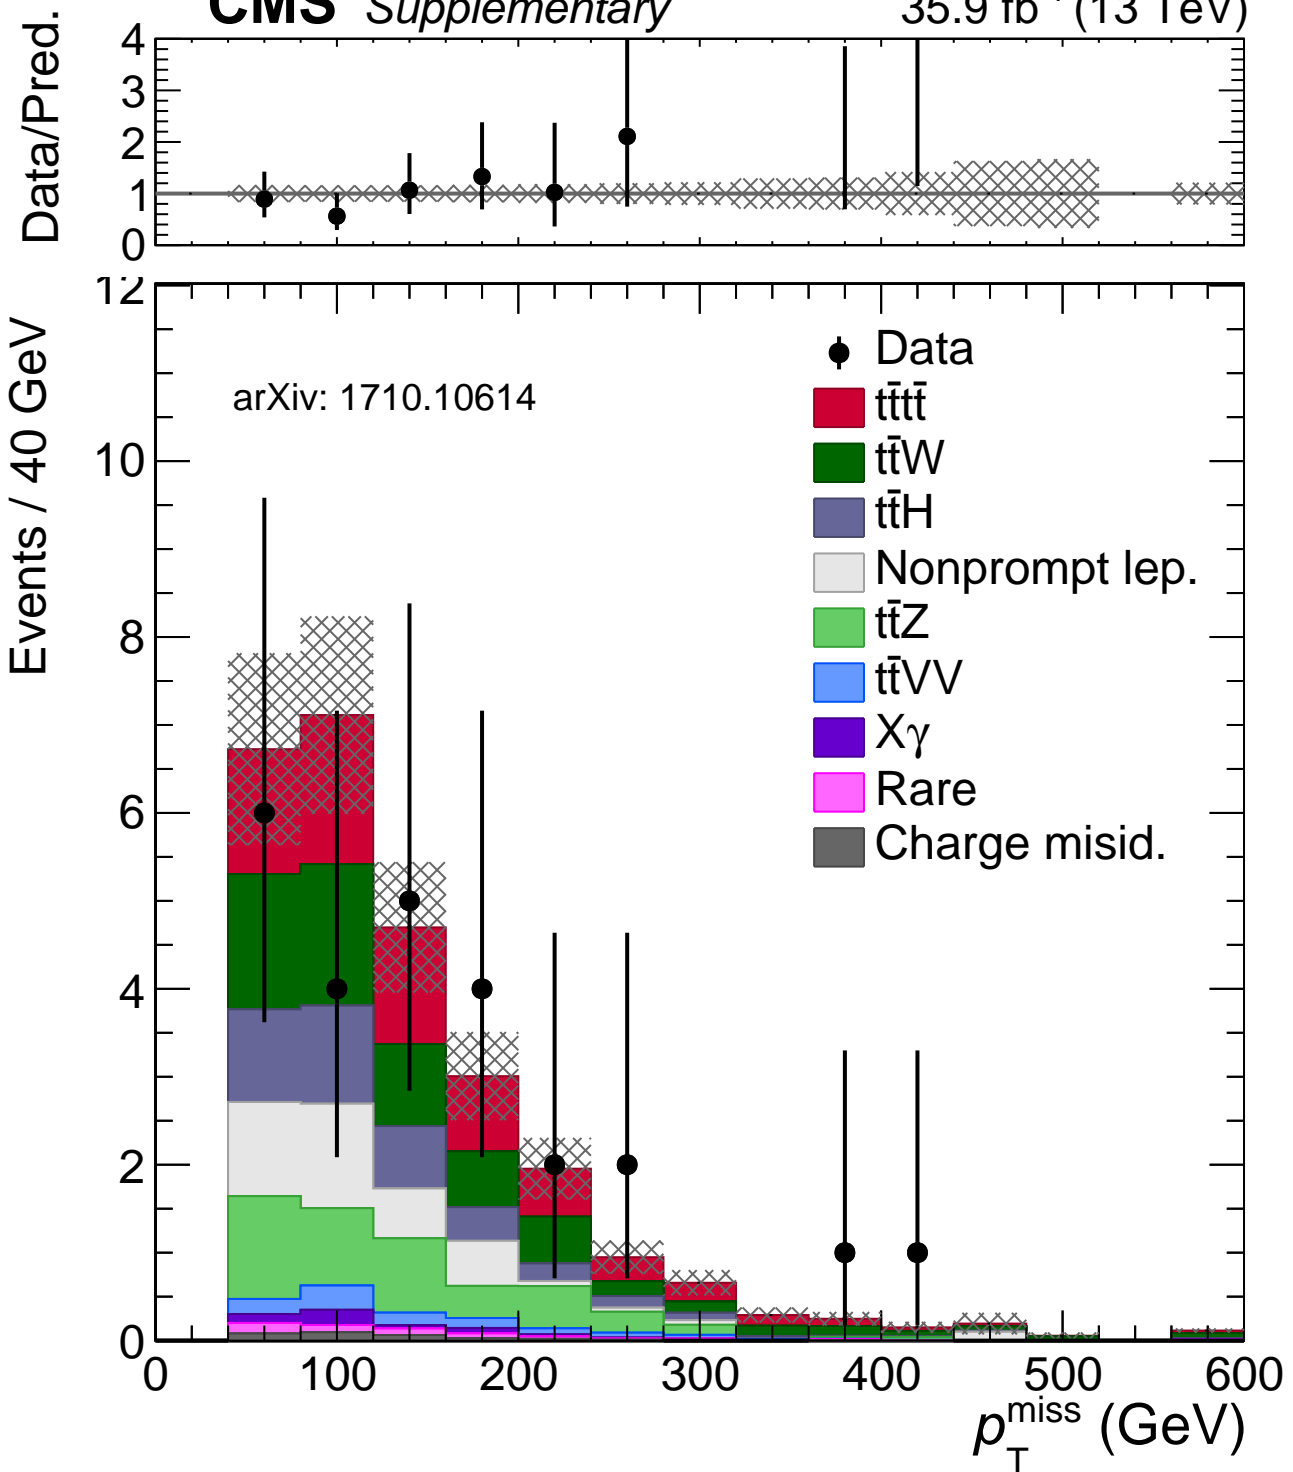 CMS Supplementary 35.9 fb⁻¹ (13 TeV)
Data/Pred.
4
3
2
1
0
Events / 40 GeV
12
10
8
6
4
2
0
arXiv: 1710.10614
Data
tt̄tt̄
tt̄W
tt̄H
Nonprompt lep.
tt̄Z
tt̄VV
Xγ
Rare
Charge misid.
0 100 200 300 400 500 600
p_T^miss (GeV)